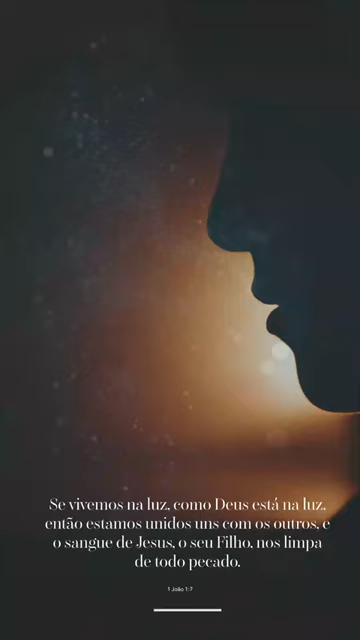 Se vivemos na luz, como Deus está na luz,
então estamos unidos uns com os outros, e
o sangue de Jesus, o seu Filho, nos limpa
de todo pecado.
1 João 1:7